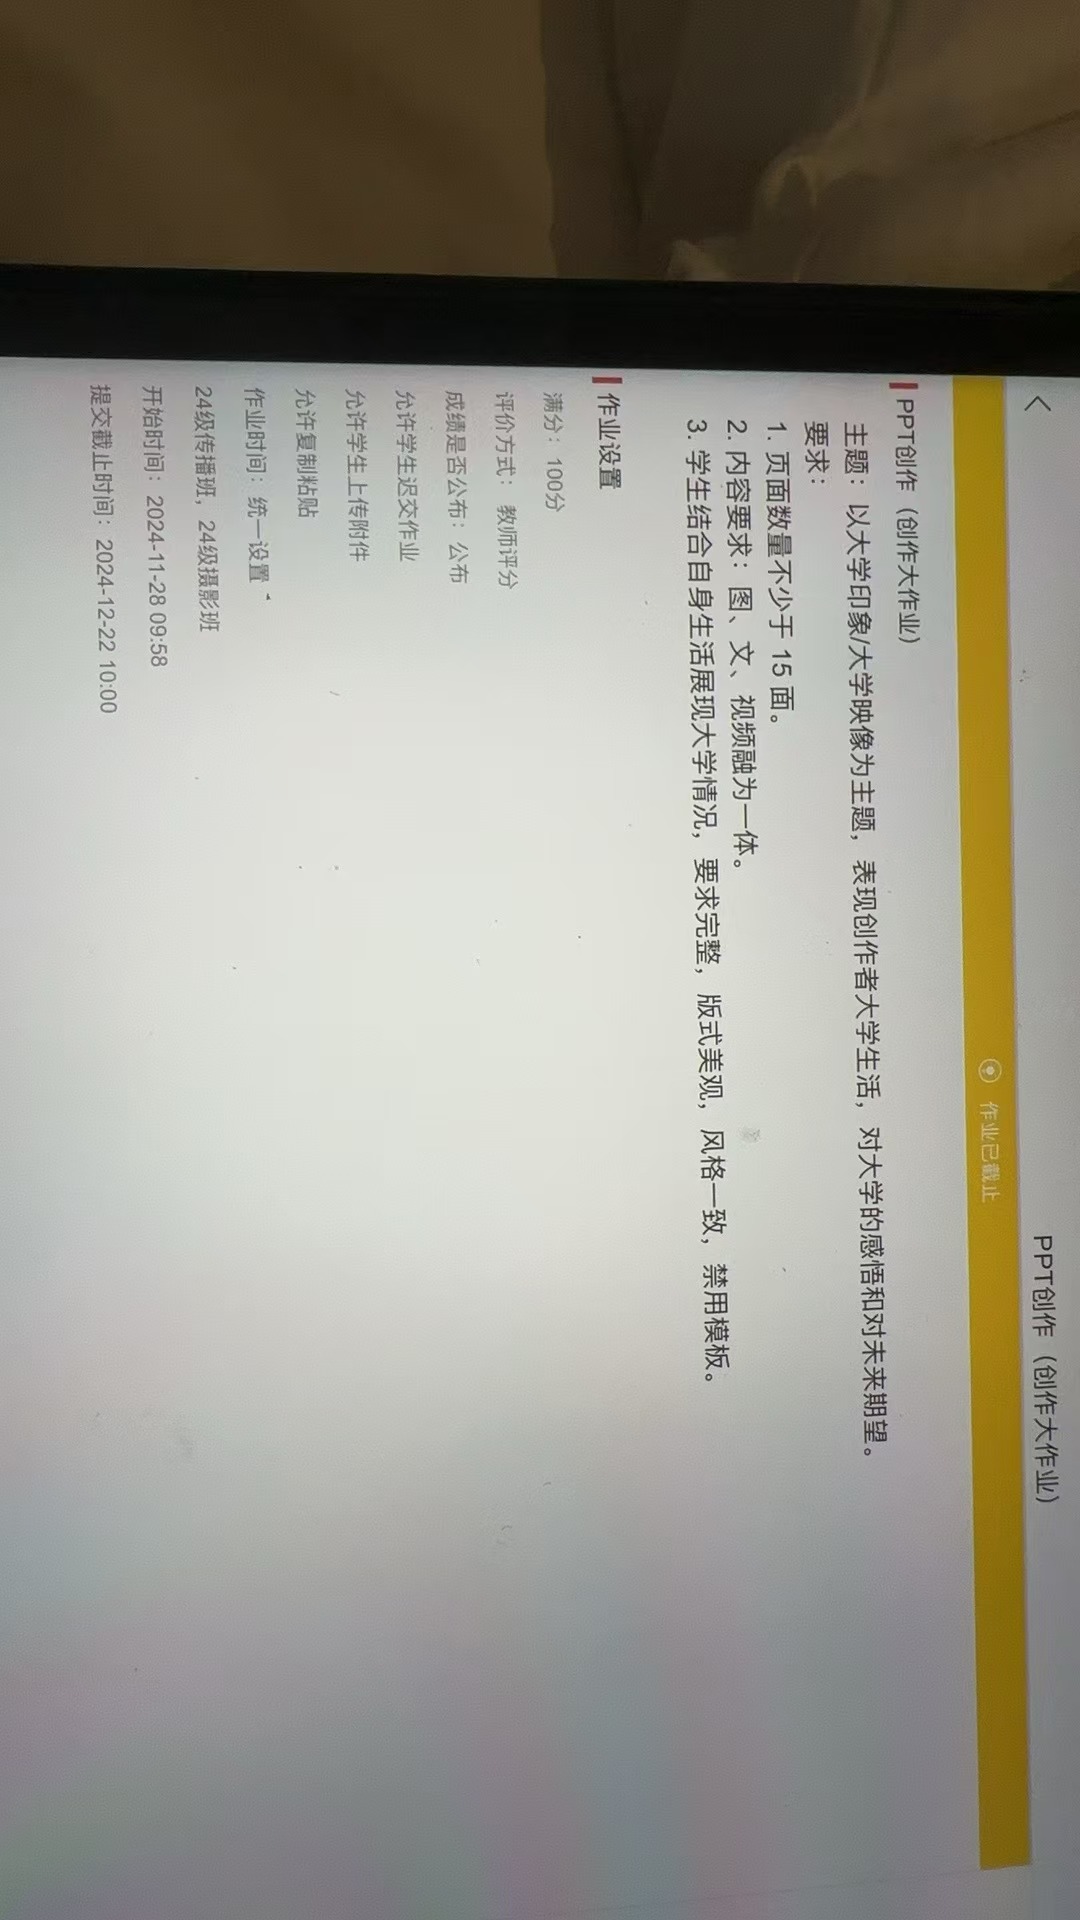 PPT创作（创作大作业）
作业已截止
PPT创作（创作大作业）
主题：以大学印象/大学映像为主题，表现创作者大学生活，对大学的感悟和对未来期望。
要求：
1. 页面数量不少于 15 面。
2. 内容要求：图、文、视频融为一体。
3. 学生结合自身生活展现大学情况，要求完整，版式美观，风格一致，禁用模板。
作业设置
满分：100分
评价方式：教师评分
成绩是否公布：公布
允许学生迟交作业
允许学生上传附件
允许复制粘贴
作业时间：统一设置
24级传播班，24级摄影班
开始时间：2024-11-28 09:58
提交截止时间：2024-12-22 10:00